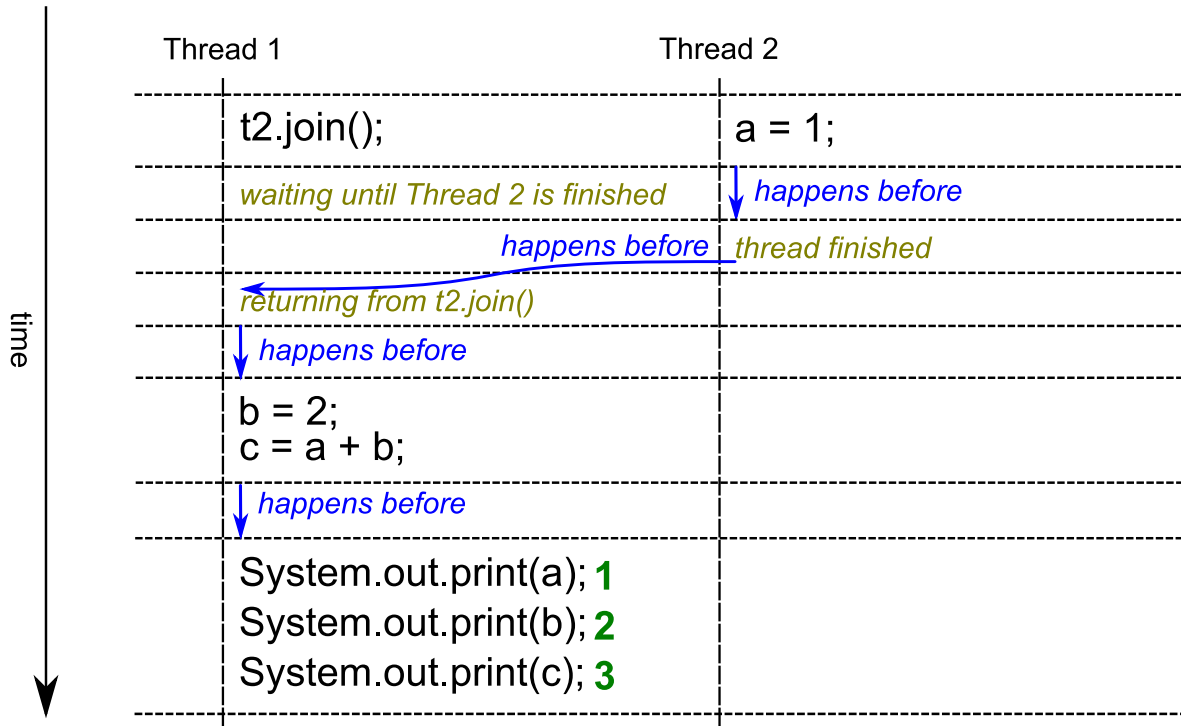 Thread 1 Thread 2
t2.join(); a = 1;
waiting until Thread 2 is finished happens before
happens before thread finished
returning from t2.join()
time
happens before
b = 2;
c = a + b;
happens before
System.out.print(a); 1
System.out.print(b); 2
System.out.print(c); 3